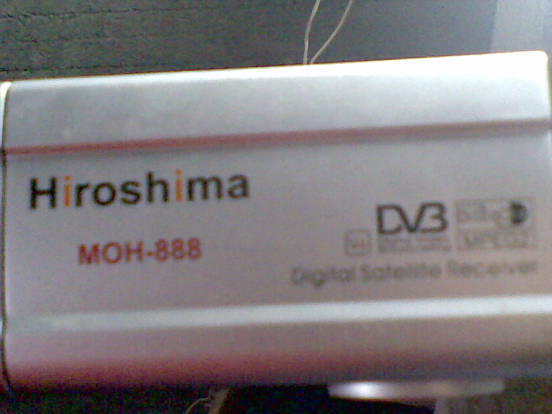 Hiroshima
MOH-888
DVB
MPEG2
Digital Satellite Receiver